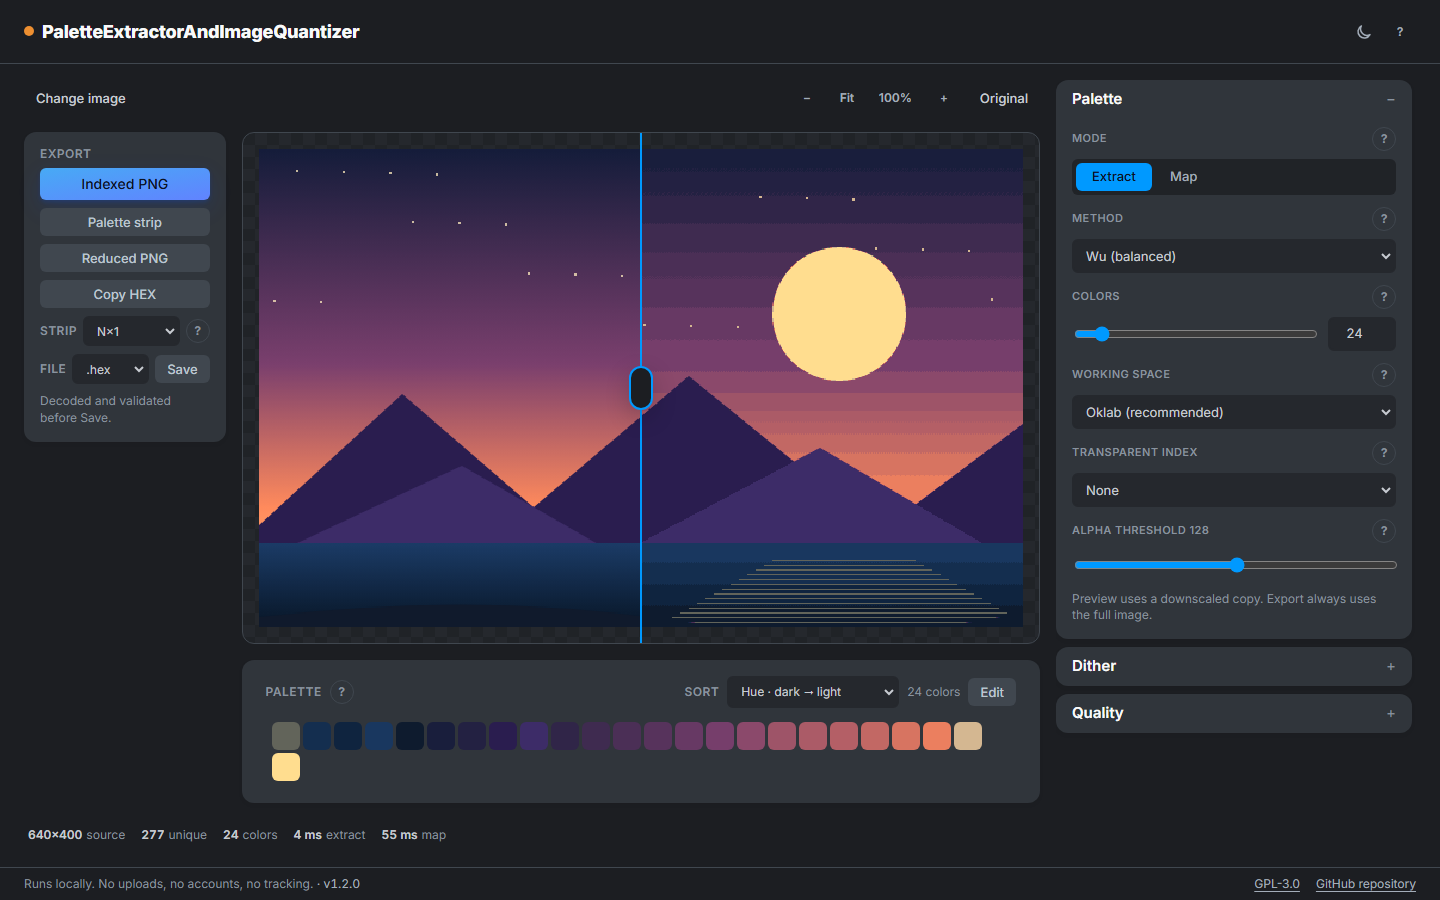 PaletteExtractorAndImageQuantizer
?
Change image
− Fit 100% + Original
EXPORT
Indexed PNG
Palette strip
Reduced PNG
Copy HEX
STRIP N×1 ?
FILE .hex Save
Decoded and validated
before Save.
PALETTE ? SORT Hue · dark → light 24 colors Edit
Palette −
MODE ?
Extract Map
METHOD ?
Wu (balanced)
COLORS ?
24
WORKING SPACE ?
Oklab (recommended)
TRANSPARENT INDEX ?
None
ALPHA THRESHOLD 128 ?
Preview uses a downscaled copy. Export always uses
the full image.
Dither +
Quality +
640×400 source 277 unique 24 colors 4 ms extract 55 ms map
Runs locally. No uploads, no accounts, no tracking. · v1.2.0
GPL-3.0 GitHub repository